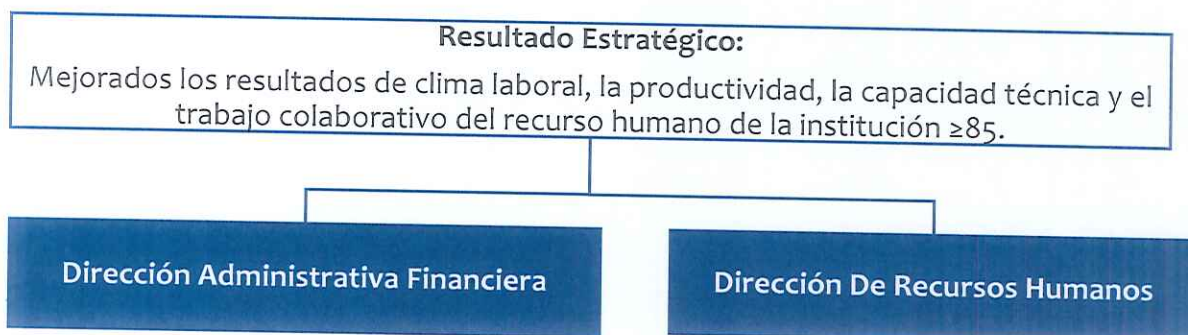 Resultado Estratégico:
Mejorados los resultados de clima laboral, la productividad, la capacidad técnica y el
trabajo colaborativo del recurso humano de la institución ≥85.
Dirección Administrativa Financiera
Dirección De Recursos Humanos